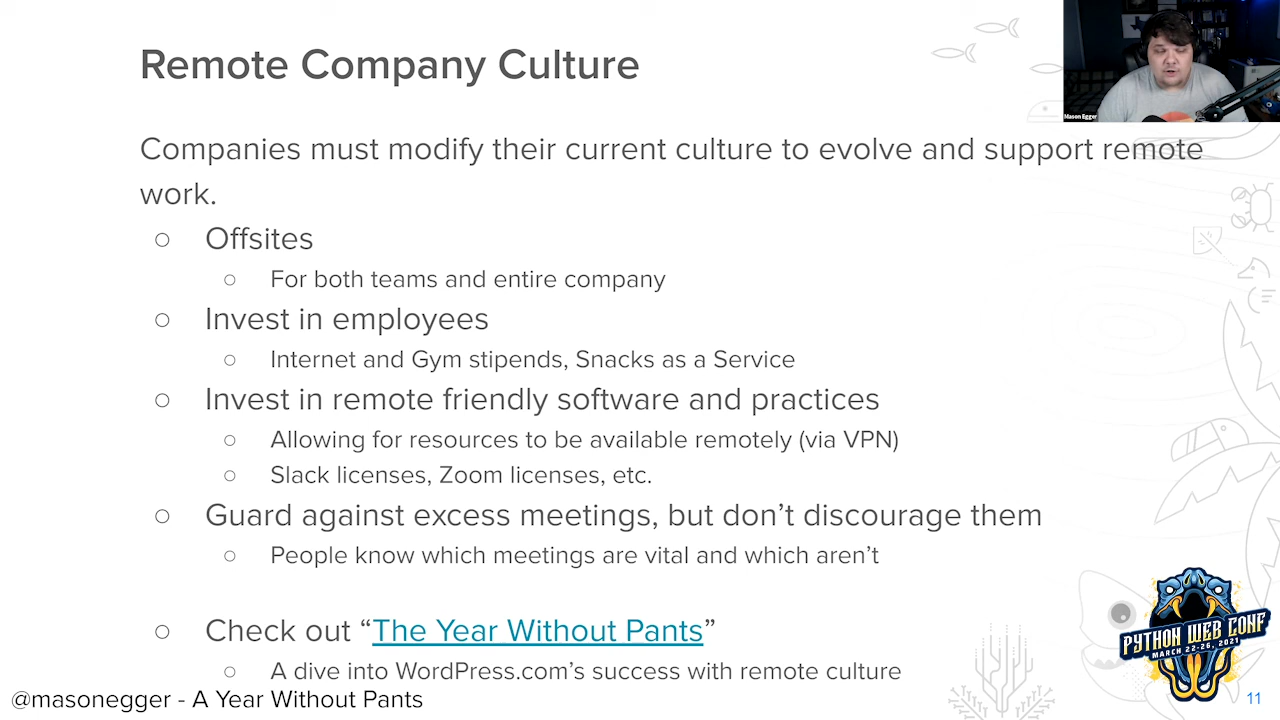 Remote Company Culture
Mason Egger
Companies must modify their current culture to evolve and support remote
work.
○ Offsites
○ For both teams and entire company
○ Invest in employees
○ Internet and Gym stipends, Snacks as a Service
○ Invest in remote friendly software and practices
○ Allowing for resources to be available remotely (via VPN)
○ Slack licenses, Zoom licenses, etc.
○ Guard against excess meetings, but don’t discourage them
○ People know which meetings are vital and which aren’t
○ Check out “The Year Without Pants”
○ A dive into WordPress.com’s success with remote culture
PYTHON WEB CONF
MARCH 22-26, 2021
@masonegger - A Year Without Pants
11